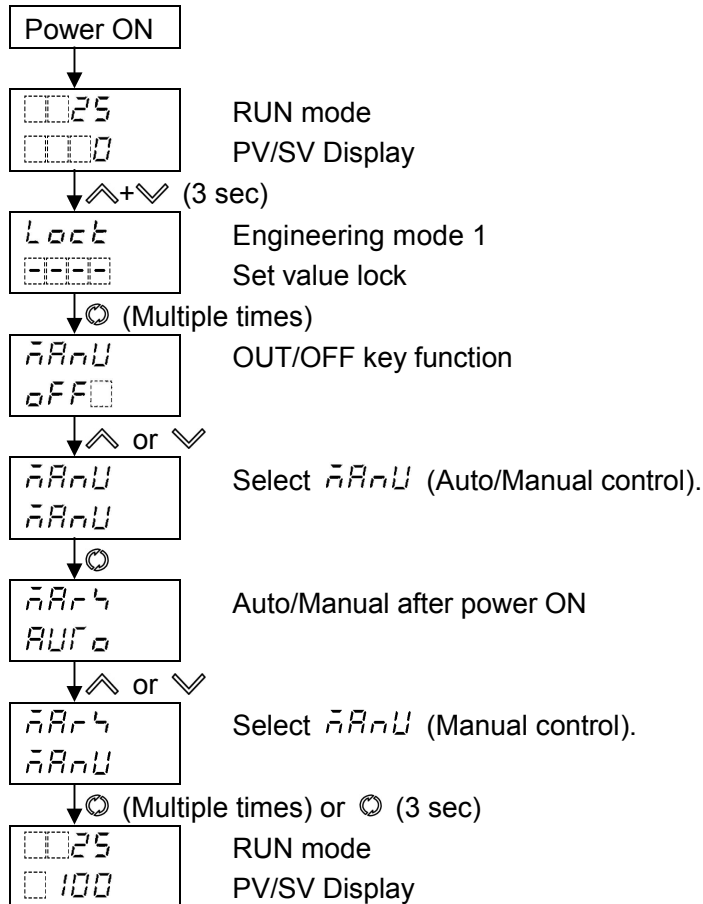 Power ON
25 RUN mode
0 PV/SV Display
+ (3 sec)
Lock Engineering mode 1
---- Set value lock
(Multiple times)
MAnU OUT/OFF key function
oFF
or
MAnU Select MAnU (Auto/Manual control).
MAnU
MArS Auto/Manual after power ON
AUTo
or
MArS Select MAnU (Manual control).
MAnU
(Multiple times) or (3 sec)
25 RUN mode
100 PV/SV Display